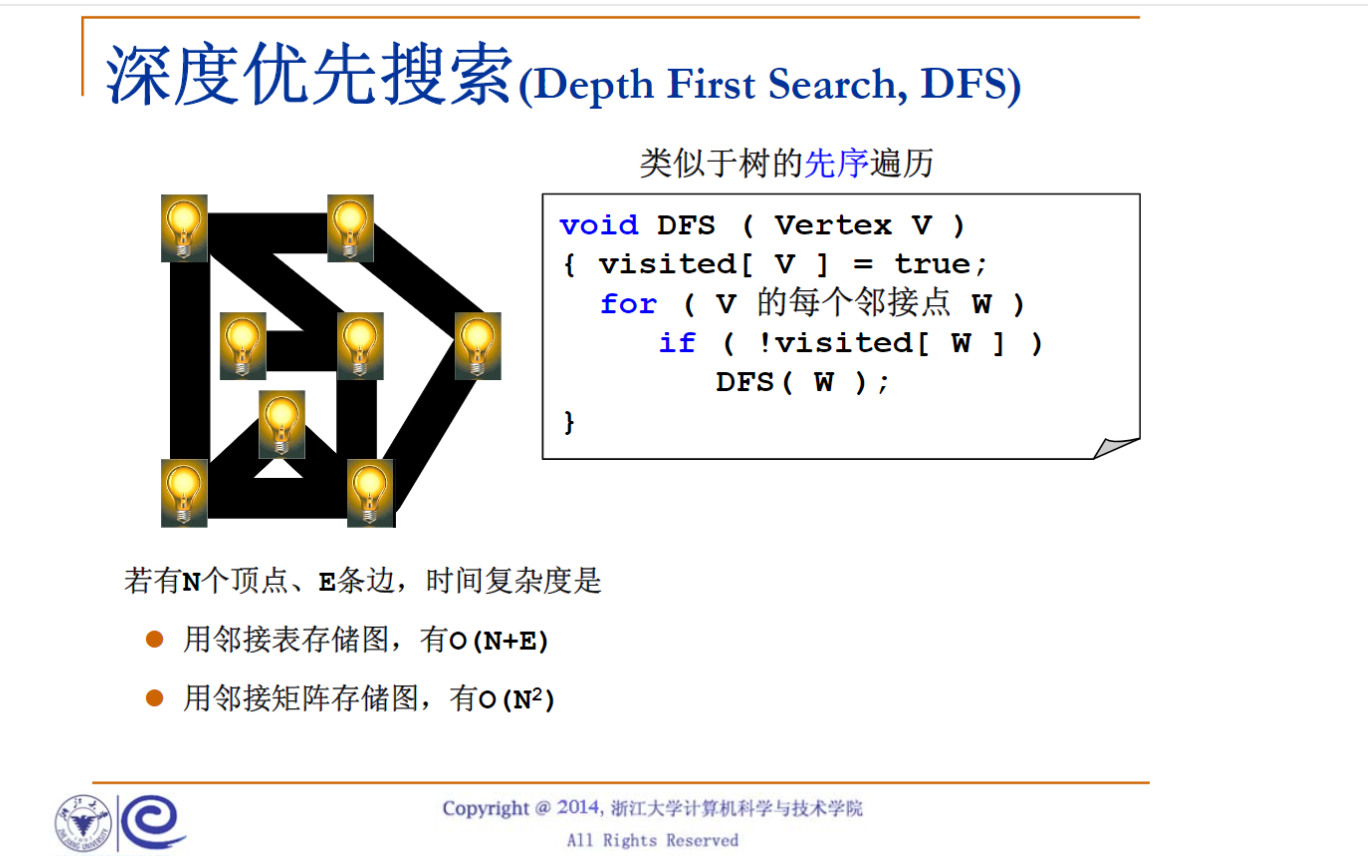 深度优先搜索(Depth First Search, DFS)
类似于树的先序遍历
void DFS ( Vertex V )
{ visited[ V ] = true;
for ( V 的每个邻接点 W )
if ( !visited[ W ] )
DFS( W );
}
若有N个顶点、E条边，时间复杂度是
用邻接表存储图，有O(N+E)
用邻接矩阵存储图，有O(N²)
Copyright @ 2014, 浙江大学计算机科学与技术学院
All Rights Reserved